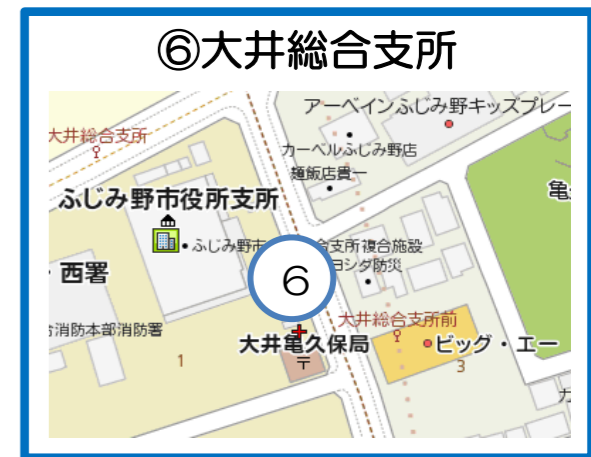 ⑥大井総合支所
アーベインふじみ野キッズプレー
大井総合支所
カーベルふじみ野店
麺飯店貴一
ふじみ野市役所支所
亀
ふじみ野市
合支所複合施設
ヨシダ防災
・西署
6
合消防本部消防署
大井総合支所前
大井亀久保局
ビッグ・エー
1
〒
3
カ